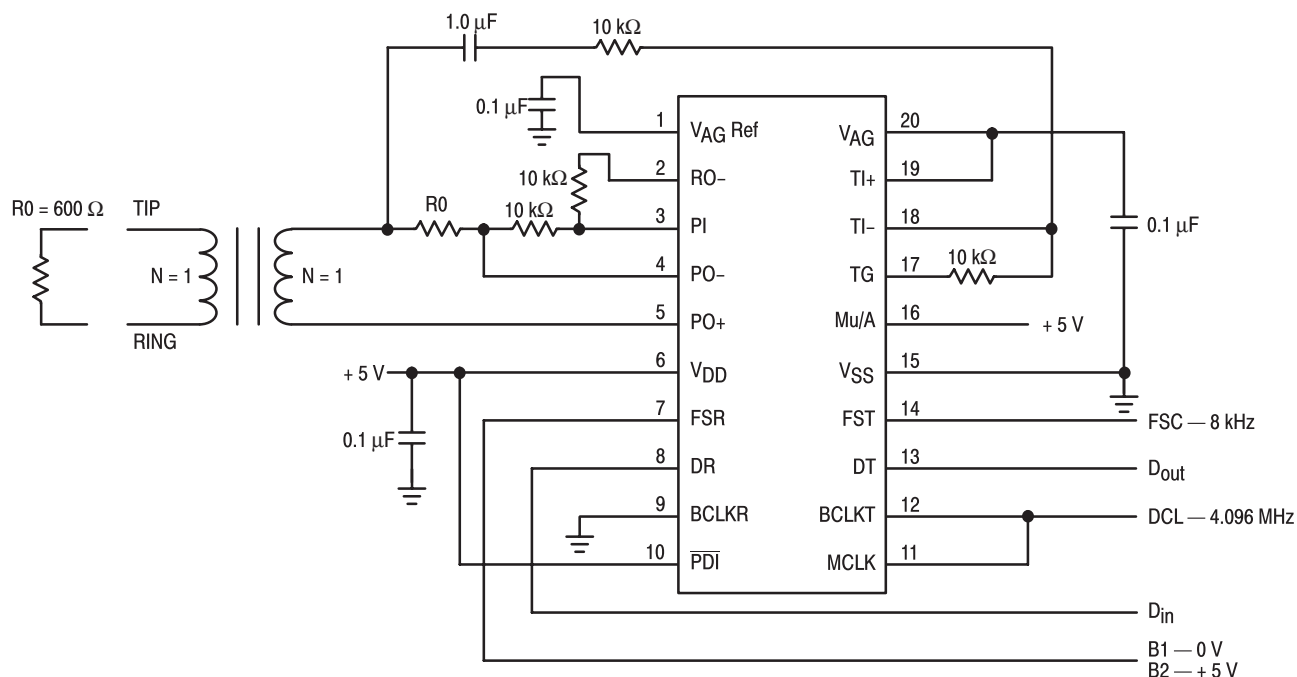 1.0 μF
10 kΩ
0.1 μF
1
VAG Ref
VAG
20
10 kΩ
2
RO−
TI+
19
R0 = 600 Ω
TIP
R0
10 kΩ
3
PI
TI−
18
0.1 μF
N = 1
N = 1
4
PO−
TG
17
10 kΩ
RING
5
PO+
Mu/A
16
+ 5 V
+ 5 V
6
VDD
VSS
15
7
FSR
FST
14
FSC — 8 kHz
0.1 μF
8
DR
DT
13
Dout
9
BCLKR
BCLKT
12
DCL — 4.096 MHz
10
PDI
MCLK
11
Din
B1 — 0 V
B2 — + 5 V